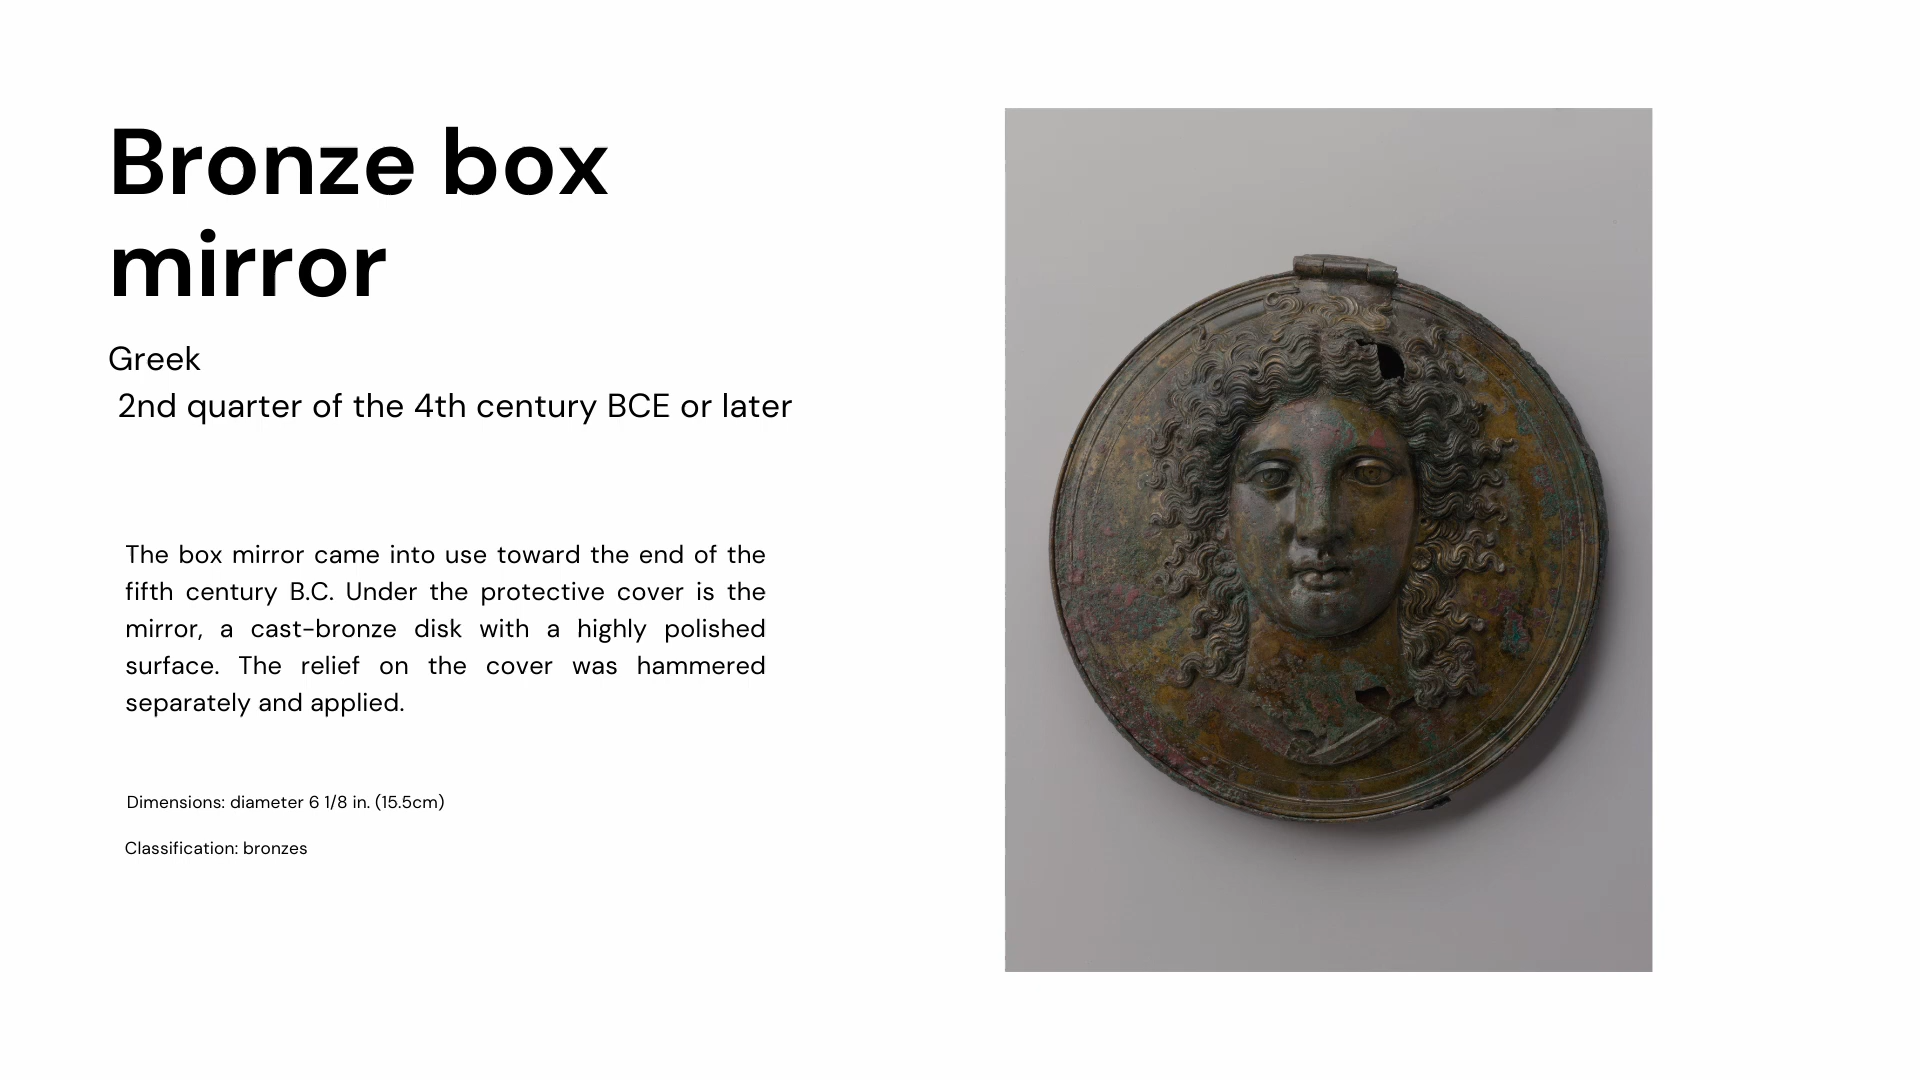 Bronze box
mirror
Greek
2nd quarter of the 4th century BCE or later
The box mirror came into use toward the end of the
fifth century B.C. Under the protective cover is the
mirror, a cast-bronze disk with a highly polished
surface. The relief on the cover was hammered
separately and applied.
Dimensions: diameter 6 1/8 in. (15.5cm)
Classification: bronzes